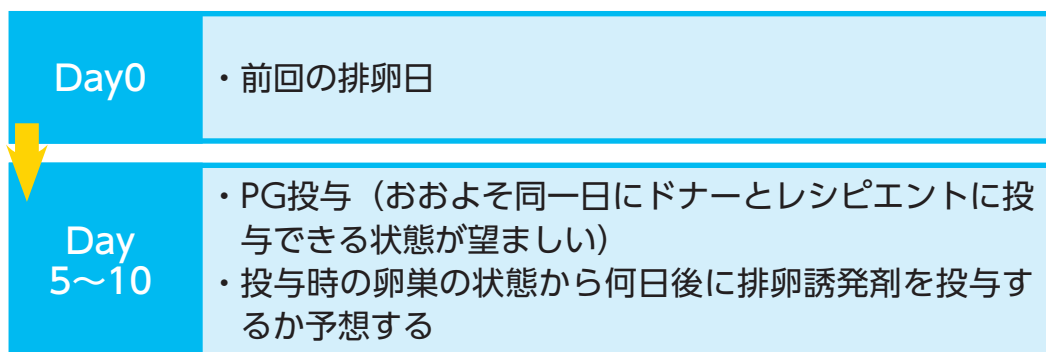 Day0
・前回の排卵日
Day
5〜10
・PG投与（おおよそ同一日にドナーとレシピエントに投
与できる状態が望ましい）
・投与時の卵巣の状態から何日後に排卵誘発剤を投与す
るか予想する